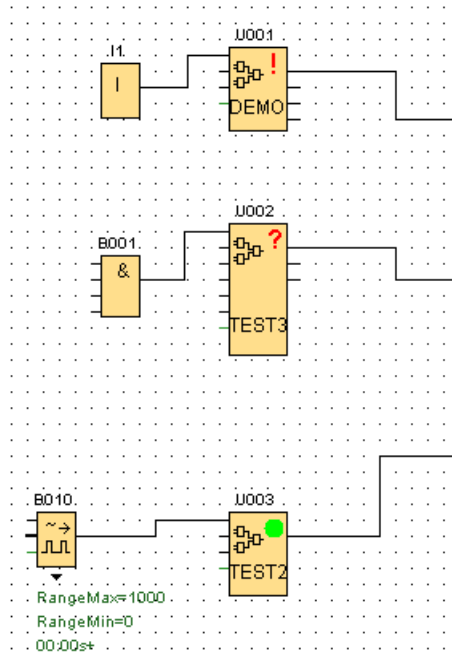 U001
I1
!
I
DEMO
U002
B001
?
&
TEST3
B010
U003
~→
TEST2
RangeMax=1000
RangeMin=0
00:00s+